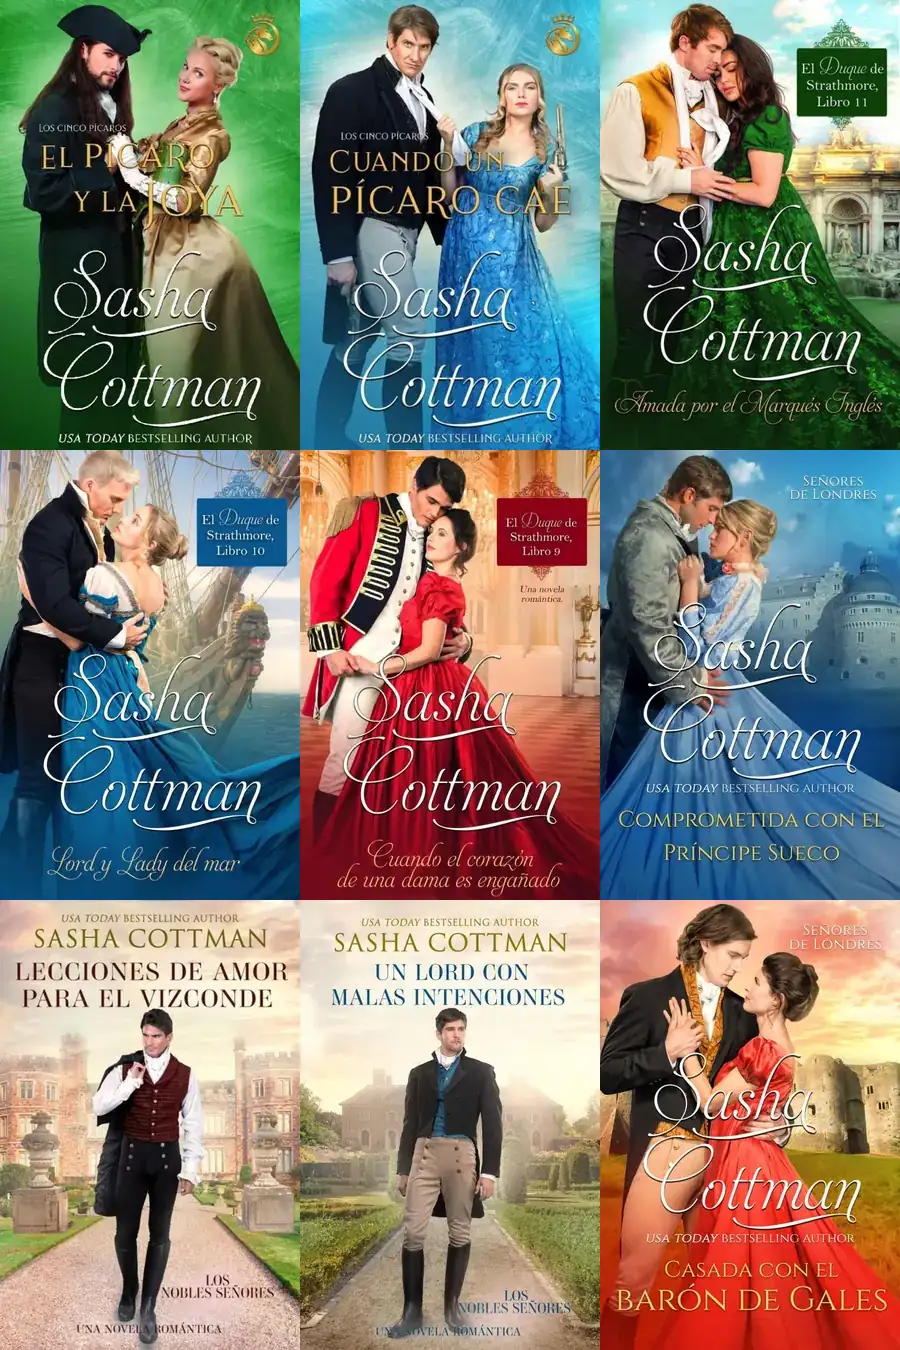 LOS CINCO PÍCAROS
EL PÍCARO
Y LA JOYA
Sasha
Cottman
USA TODAY BESTSELLING AUTHOR
LOS CINCO PÍCAROS
CUANDO UN
PÍCARO CAE
Sasha
Cottman
USA TODAY BESTSELLING AUTHOR
El Duque de
Strathmore,
Libro 11
Sasha
Cottman
Amada por el Marqués Inglés
El Duque de
Strathmore,
Libro 10
Sasha
Cottman
Lord y Lady del mar
El Duque de
Strathmore,
Libro 9
Una novela
romántica.
Sasha
Cottman
Cuando el corazón
de una dama es engañado
SEÑORES
DE LONDRES
Sasha
Cottman
USA TODAY BESTSELLING AUTHOR
COMPROMETIDA CON EL
PRÍNCIPE SUECO
USA TODAY BESTSELLING AUTHOR
SASHA COTTMAN
LECCIONES DE AMOR
PARA EL VIZCONDE
LOS
NOBLES SEÑORES
UNA NOVELA ROMÁNTICA
USA TODAY BESTSELLING AUTHOR
SASHA COTTMAN
UN LORD CON
MALAS INTENCIONES
LOS
NOBLES SEÑORES
UNA NOVELA ROMÁNTICA
SEÑORES
DE LONDRES
Sasha
Cottman
USA TODAY BESTSELLING AUTHOR
CASADA CON EL
BARÓN DE GALES